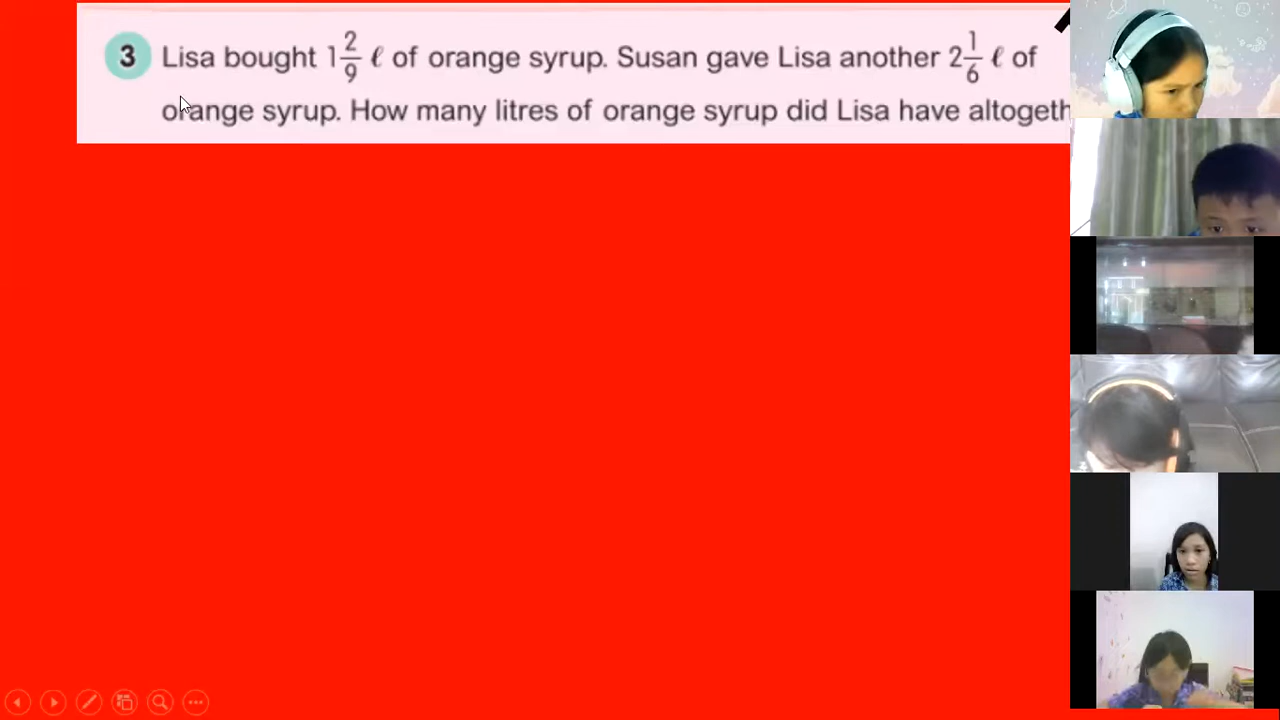 3 Lisa bought 1 2/9 ℓ of orange syrup. Susan gave Lisa another 2 1/6 ℓ of
orange syrup. How many litres of orange syrup did Lisa have altogeth